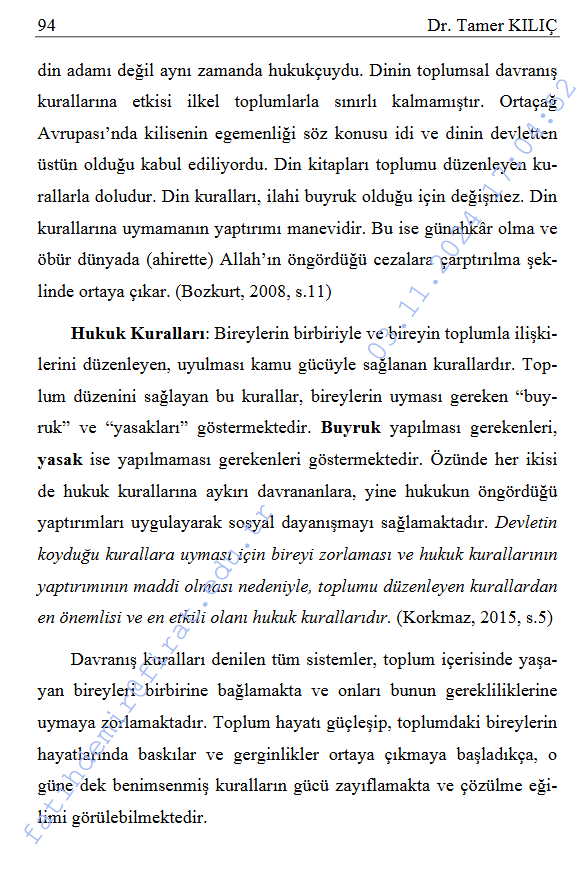 94 Dr. Tamer KILIÇ
din adamı değil aynı zamanda hukukçuydu. Dinin toplumsal davranış
kurallarına etkisi ilkel toplumlarla sınırlı kalmamıştır. Ortaçağ
Avrupası’nda kilisenin egemenliği söz konusu idi ve dinin devletten
üstün olduğu kabul ediliyordu. Din kitapları toplumu düzenleyen ku-
rallarla doludur. Din kuralları, ilahi buyruk olduğu için değişmez. Din
kurallarına uymamanın yaptırımı manevidir. Bu ise günahkâr olma ve
öbür dünyada (ahirette) Allah’ın öngördüğü cezalara çarptırılma şek-
linde ortaya çıkar. (Bozkurt, 2008, s.11)
Hukuk Kuralları: Bireylerin birbiriyle ve bireyin toplumla ilişki-
lerini düzenleyen, uyulması kamu gücüyle sağlanan kurallardır. Top-
lum düzenini sağlayan bu kurallar, bireylerin uyması gereken “buy-
ruk” ve “yasakları” göstermektedir. Buyruk yapılması gerekenleri,
yasak ise yapılmaması gerekenleri göstermektedir. Özünde her ikisi
de hukuk kurallarına aykırı davrananlara, yine hukukun öngördüğü
yaptırımları uygulayarak sosyal dayanışmayı sağlamaktadır. Devletin
koyduğu kurallara uyması için bireyi zorlaması ve hukuk kurallarının
yaptırımının maddi olması nedeniyle, toplumu düzenleyen kurallardan
en önemlisi ve en etkili olanı hukuk kurallarıdır. (Korkmaz, 2015, s.5)
Davranış kuralları denilen tüm sistemler, toplum içerisinde yaşa-
yan bireyleri birbirine bağlamakta ve onları bunun gerekliliklerine
uymaya zorlamaktadır. Toplum hayatı güçleşip, toplumdaki bireylerin
hayatlarında baskılar ve gerginlikler ortaya çıkmaya başladıkça, o
güne dek benimsenmiş kuralların gücü zayıflamakta ve çözülme eği-
limi görülebilmektedir.
fatihdemir@firat.edu.tr
03.11.2024 17:04:52